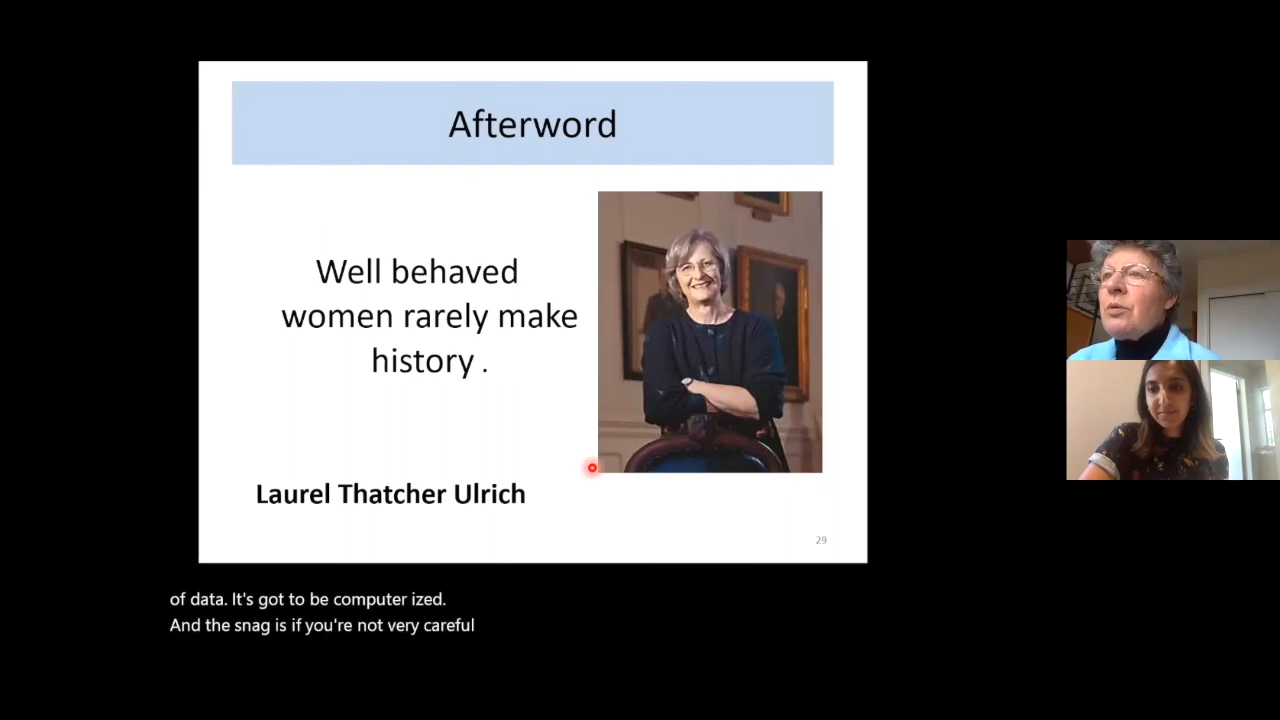 Afterword
Well behaved
women rarely make
history .
Laurel Thatcher Ulrich
29
of data. It's got to be computer ized.
And the snag is if you're not very careful